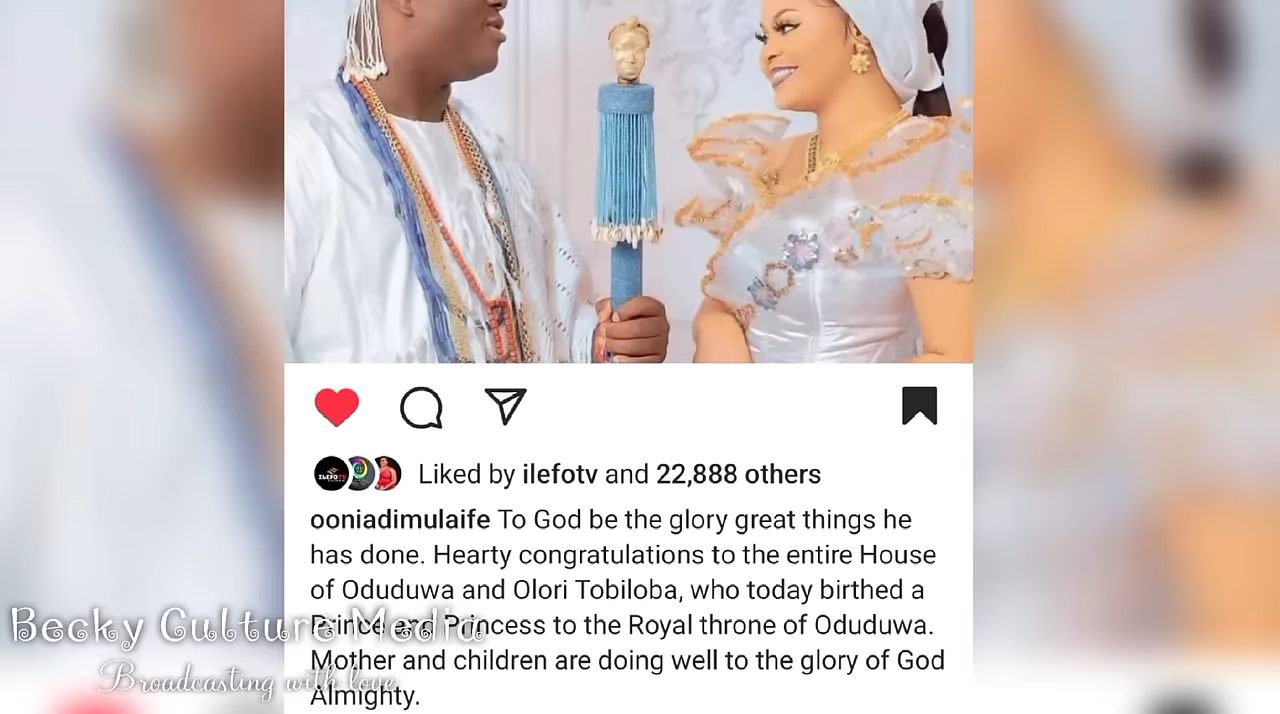 Liked by ilefotv and 22,888 others
ooniadimulaife To God be the glory great things he
has done. Hearty congratulations to the entire House
of Oduduwa and Olori Tobiloba, who today birthed a
Prince and Princess to the Royal throne of Oduduwa.
Mother and children are doing well to the glory of God
Almighty.
Becky Culture Media
Broadcasting with love